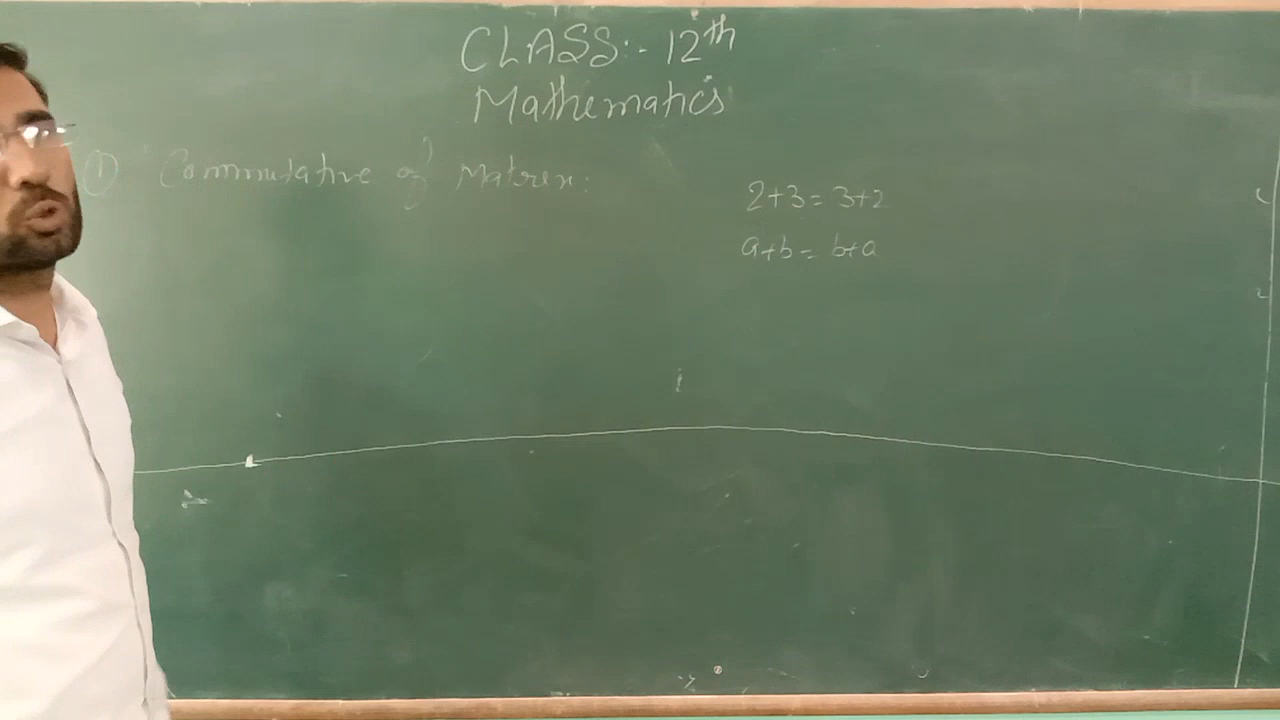 CLASS:- 12th
Mathematics
① Commutative of Matrix:
2+3=3+2
a+b=b+a